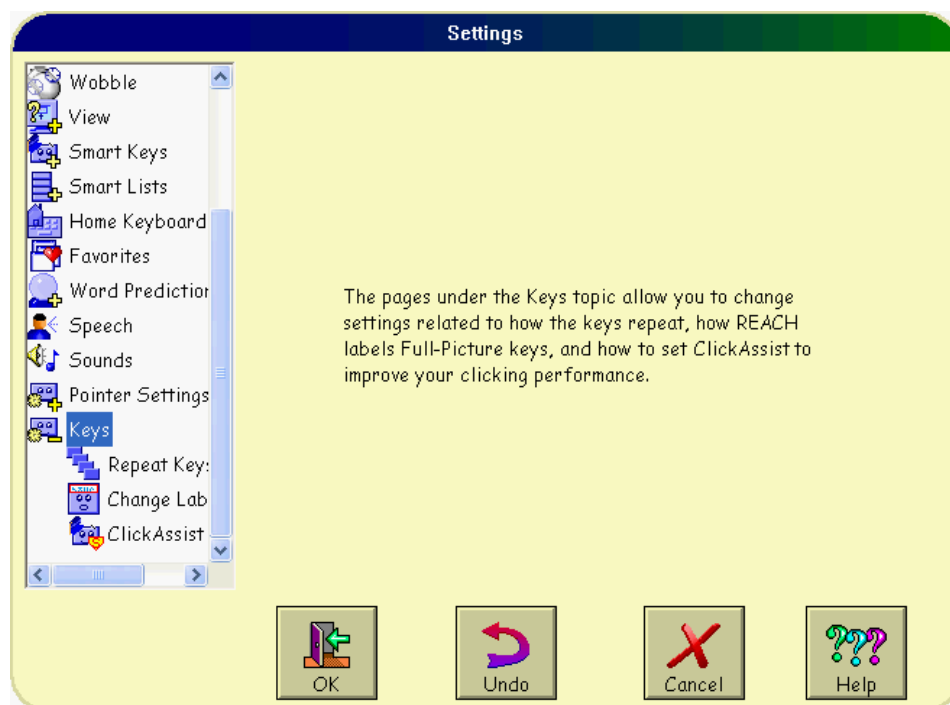 Settings
Wobble
View
Smart Keys
Smart Lists
Home Keyboard
Favorites
Word Prediction
Speech
Sounds
Pointer Settings
Keys
Repeat Key
Change Lab
ClickAssist
The pages under the Keys topic allow you to change
settings related to how the keys repeat, how REACH
labels Full-Picture keys, and how to set ClickAssist to
improve your clicking performance.
OK
Undo
Cancel
Help